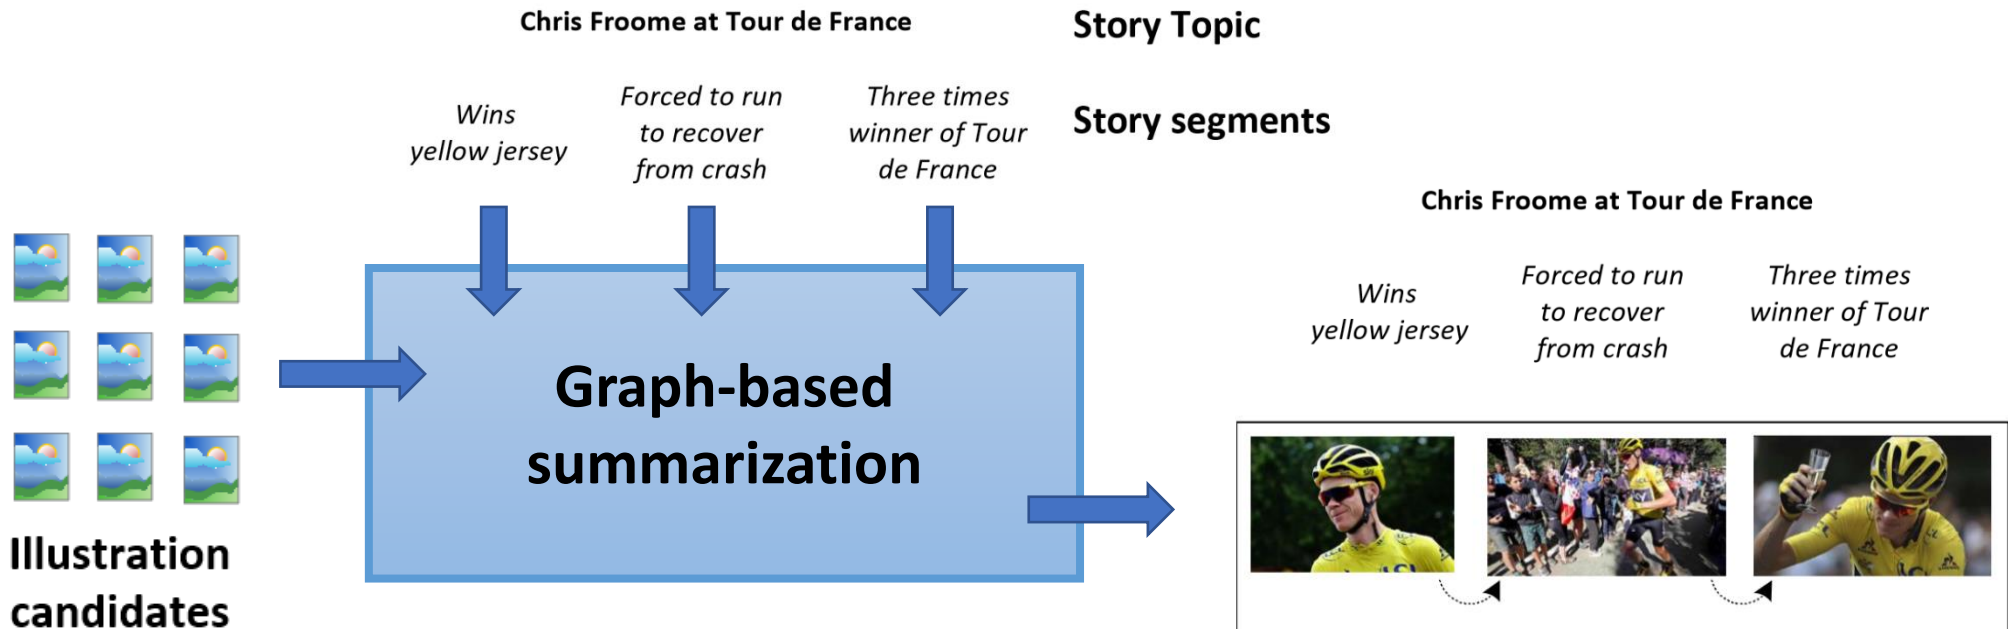 Chris Froome at Tour de France
Story Topic
Wins
yellow jersey
Forced to run
to recover
from crash
Three times
winner of Tour
de France
Story segments
Illustration
candidates
Graph-based
summarization
Chris Froome at Tour de France
Wins
yellow jersey
Forced to run
to recover
from crash
Three times
winner of Tour
de France